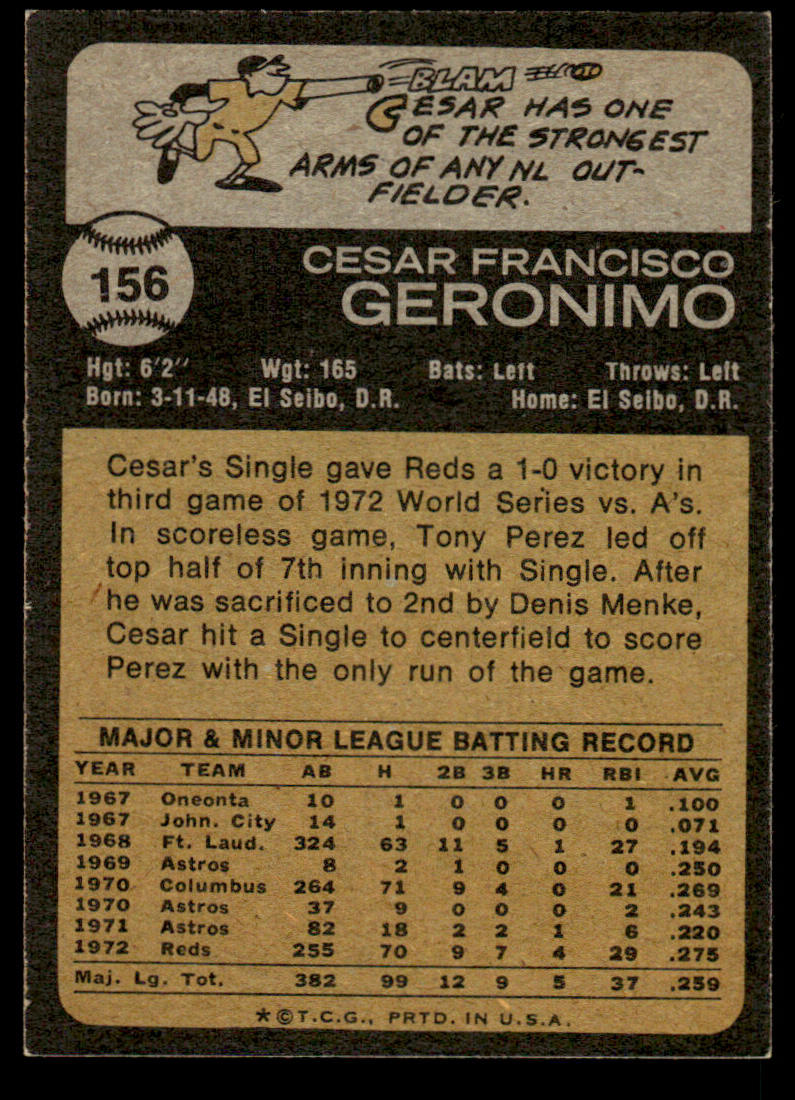 BLAM
CESAR HAS ONE
OF THE STRONGEST
ARMS OF ANY NL OUT-
FIELDER.
156
CESAR FRANCISCO
GERONIMO
Hgt: 6'2" Wgt: 165 Bats: Left Throws: Left
Born: 3-11-48, El Seibo, D.R. Home: El Seibo, D.R.
Cesar's Single gave Reds a 1-0 victory in
third game of 1972 World Series vs. A's.
In scoreless game, Tony Perez led off
top half of 7th inning with Single. After
he was sacrificed to 2nd by Denis Menke,
Cesar hit a Single to centerfield to score
Perez with the only run of the game.
MAJOR & MINOR LEAGUE BATTING RECORD
YEAR TEAM AB H 2B 3B HR RBI AVG
1967 Oneonta 10 1 0 0 0 1 .100
1967 John. City 14 1 0 0 0 0 .071
1968 Ft. Laud. 324 63 11 5 1 27 .194
1969 Astros 8 2 1 0 0 0 .250
1970 Columbus 264 71 9 4 0 21 .269
1970 Astros 37 9 0 0 0 2 .243
1971 Astros 82 18 2 2 1 6 .220
1972 Reds 255 70 9 7 4 29 .275
Maj. Lg. Tot. 382 99 12 9 5 37 .259
*©T.C.G., PRTD. IN U.S.A.